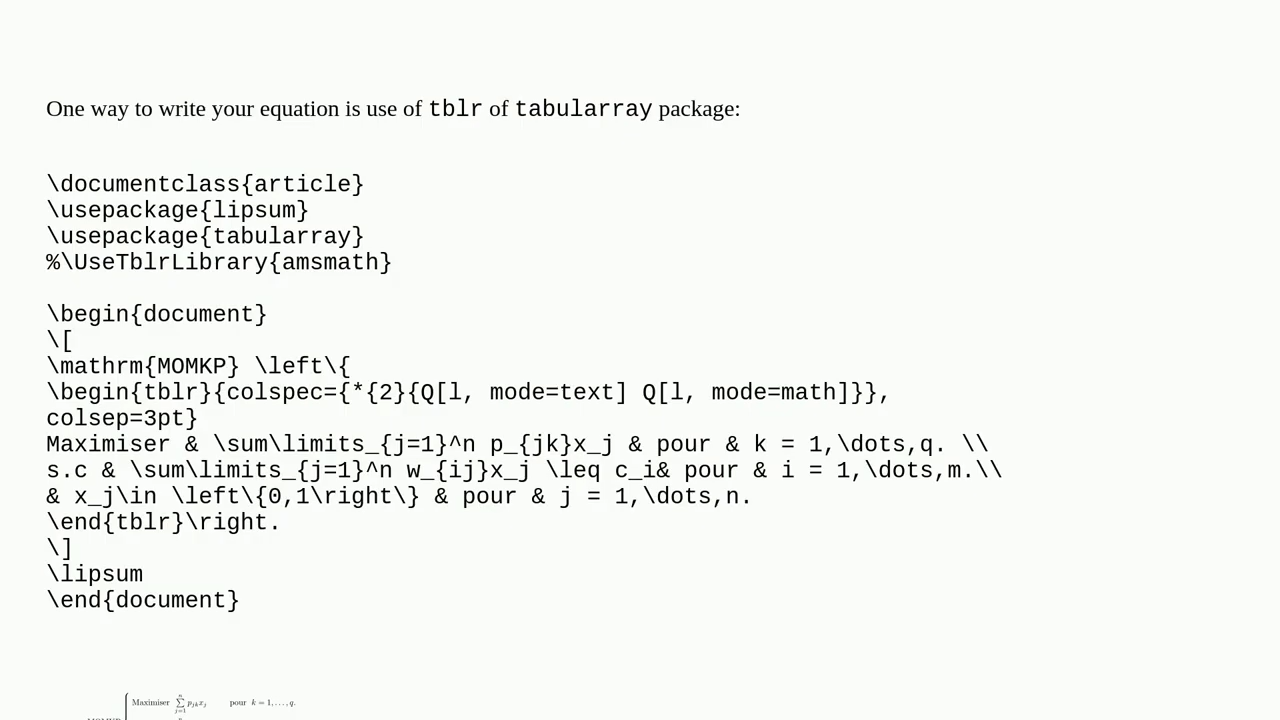 One way to write your equation is use of tblr of tabularray package:
\documentclass{article}
\usepackage{lipsum}
\usepackage{tabularray}
%\UseTblrLibrary{amsmath}
\begin{document}
\[
\mathrm{MOMKP} \left\{
\begin{tblr}{colspec={*{2}{Q[l, mode=text] Q[l, mode=math]}},
colsep=3pt}
Maximiser & \sum\limits_{j=1}^n p_{jk}x_j & pour & k = 1,\dots,q. \\
s.c & \sum\limits_{j=1}^n w_{ij}x_j \leq c_i& pour & i = 1,\dots,m.\\
& x_j\in \left\{0,1\right\} & pour & j = 1,\dots,n.
\end{tblr}\right.
\]
\lipsum
\end{document}
Maximiser ∑ⁿj=1 pjkxj pour k = 1,...,q.